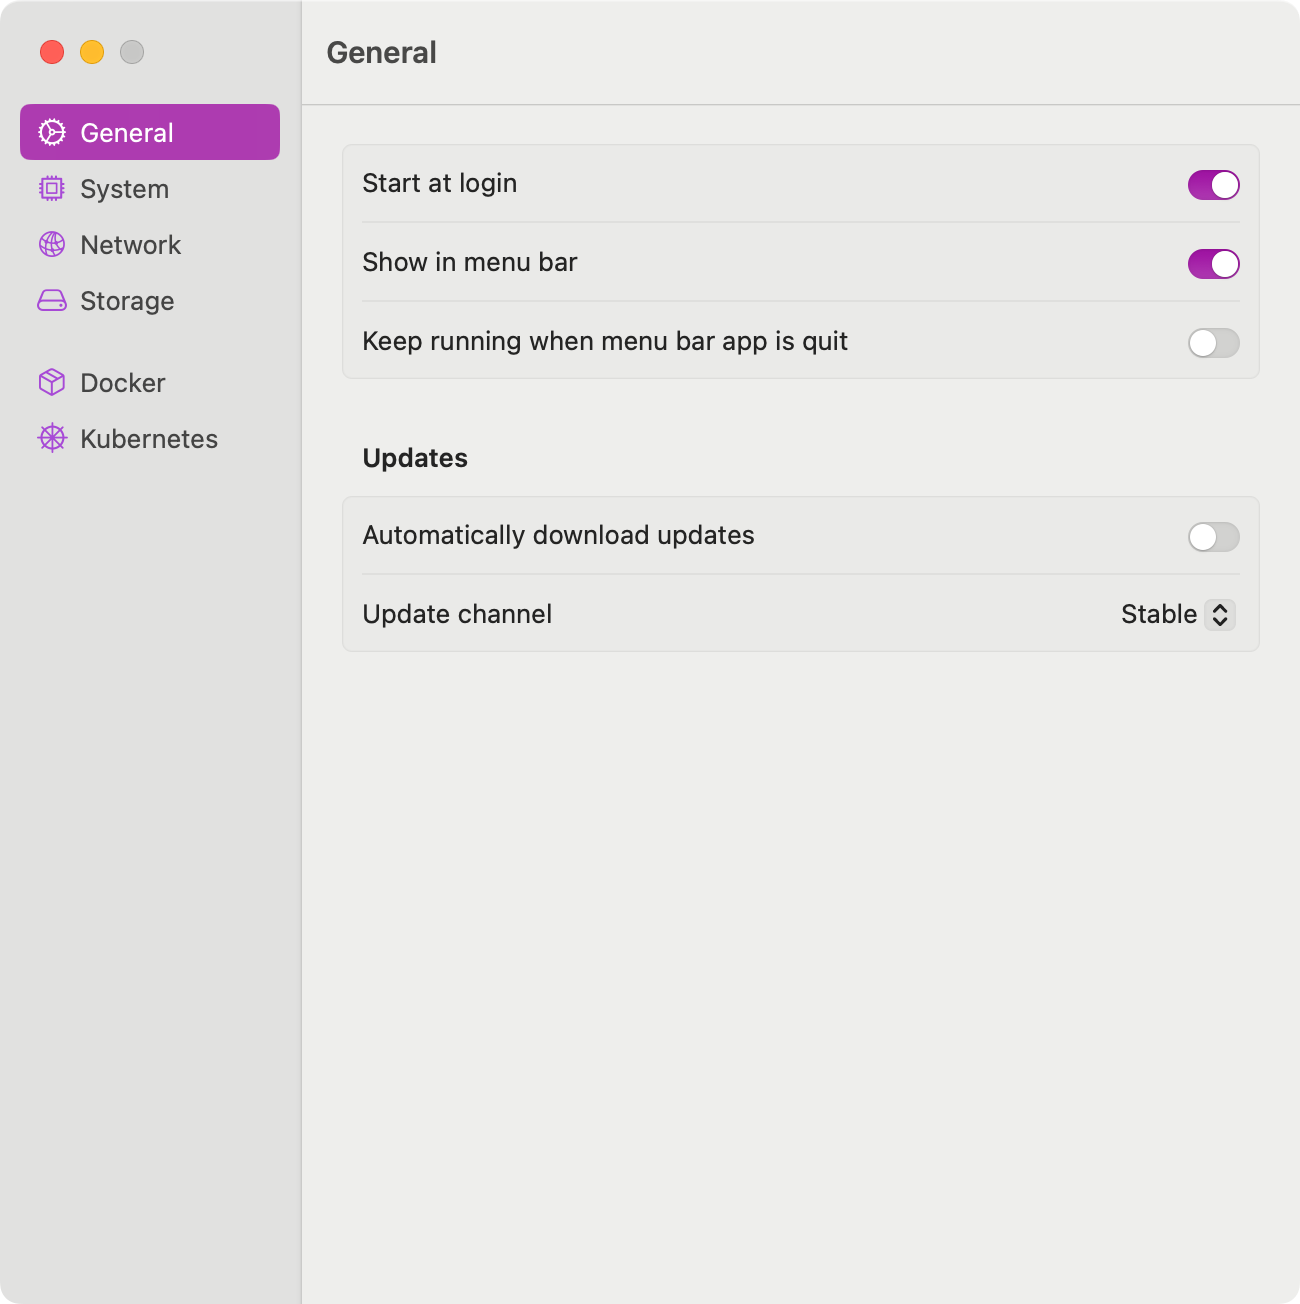 General
System
Network
Storage
Docker
Kubernetes
General
Start at login
Show in menu bar
Keep running when menu bar app is quit
Updates
Automatically download updates
Update channel
Stable